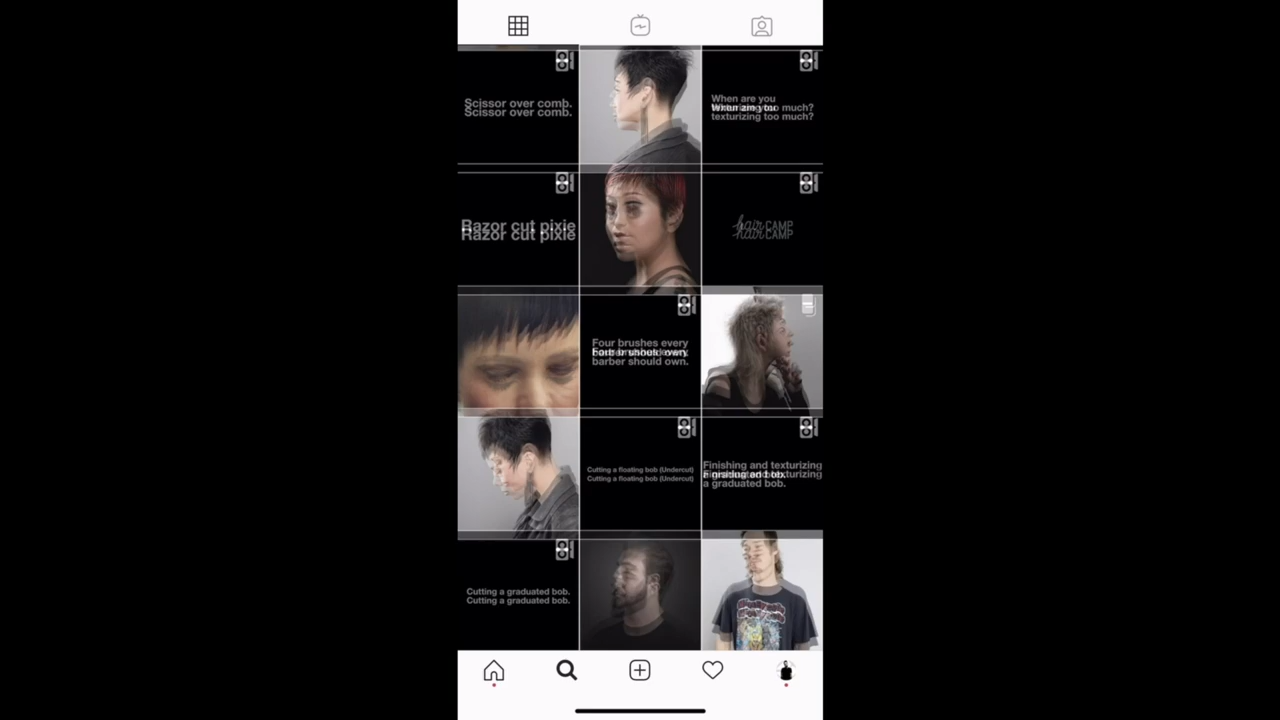 Scissor over comb.
When are you
texturizing too much?
Razor cut pixie
hair CAMP
Four brushes every
barber should own.
Cutting a floating bob (Undercut)
Finishing and texturizing
a graduated bob.
Cutting a graduated bob.